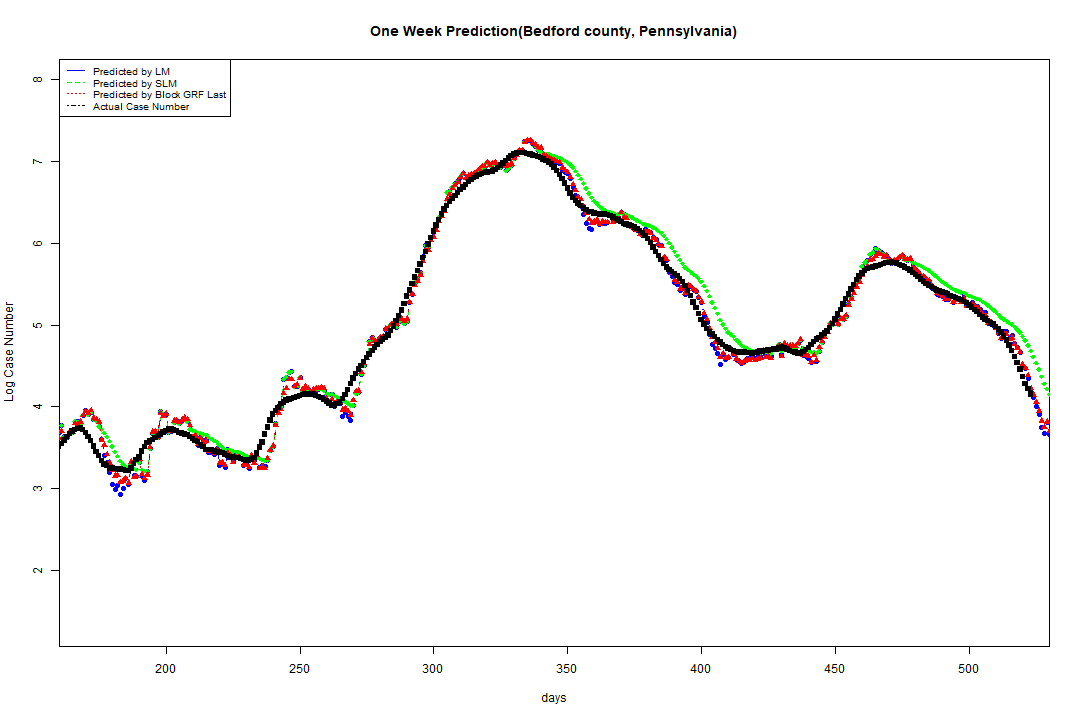 One Week Prediction(Bedford county, Pennsylvania)
Predicted by LM
Predicted by SLM
Predicted by Block GRF Last
Actual Case Number
8
7
6
5
4
3
2
Log Case Number
200 250 300 350 400 450 500
days